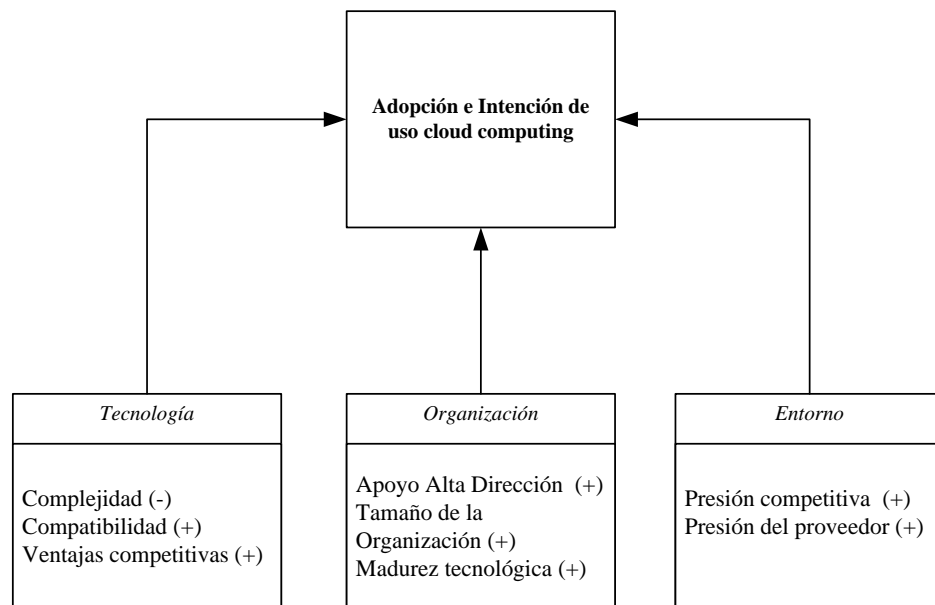 Adopción e Intención de
uso cloud computing
Tecnología
Complejidad (-)
Compatibilidad (+)
Ventajas competitivas (+)
Organización
Apoyo Alta Dirección (+)
Tamaño de la
Organización (+)
Madurez tecnológica (+)
Entorno
Presión competitiva (+)
Presión del proveedor (+)